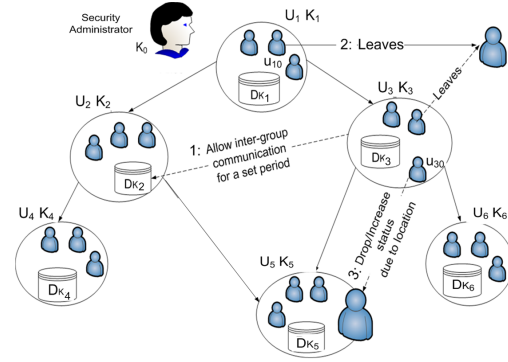 Security
Administrator
K0
U1 K1
u10
DK1
2: Leaves
Leaves
U2 K2
DK2
U3 K3
DK3
u30
1: Allow inter-group
communication
for a set period
3: Drop/Increase
status
due to location
U4 K4
DK4
U5 K5
DK5
U6 K6
DK6